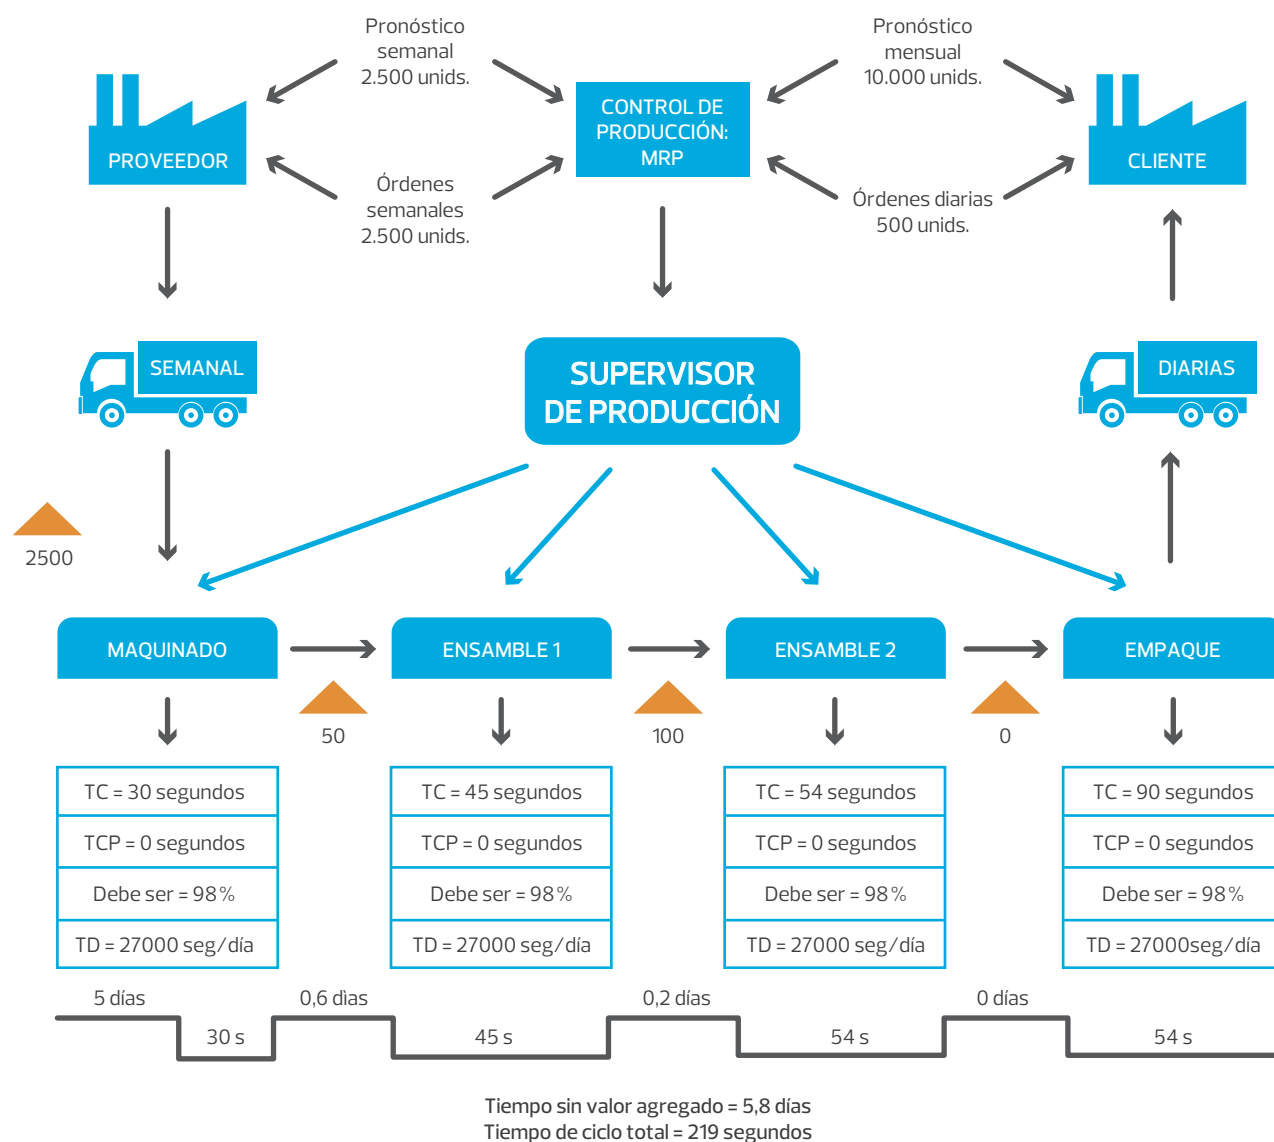 Pronóstico
semanal
2.500 unids.
Pronóstico
mensual
10.000 unids.
PROVEEDOR
CONTROL DE
PRODUCCIÓN:
MRP
CLIENTE
Órdenes
semanales
2.500 unids.
Órdenes diarias
500 unids.
SEMANAL
SUPERVISOR
DE PRODUCCIÓN
DIARIAS
2500
MAQUINADO
ENSAMBLE 1
ENSAMBLE 2
EMPAQUE
50
100
0
TC = 30 segundos
TCP = 0 segundos
Debe ser = 98%
TD = 27000 seg/día
TC = 45 segundos
TCP = 0 segundos
Debe ser = 98%
TD = 27000 seg/día
TC = 54 segundos
TCP = 0 segundos
Debe ser = 98%
TD = 27000 seg/día
TC = 90 segundos
TCP = 0 segundos
Debe ser = 98%
TD = 27000seg/día
5 días
30 s
0,6 dìas
45 s
0,2 días
54 s
0 días
54 s
Tiempo sin valor agregado = 5,8 días
Tiempo de ciclo total = 219 segundos